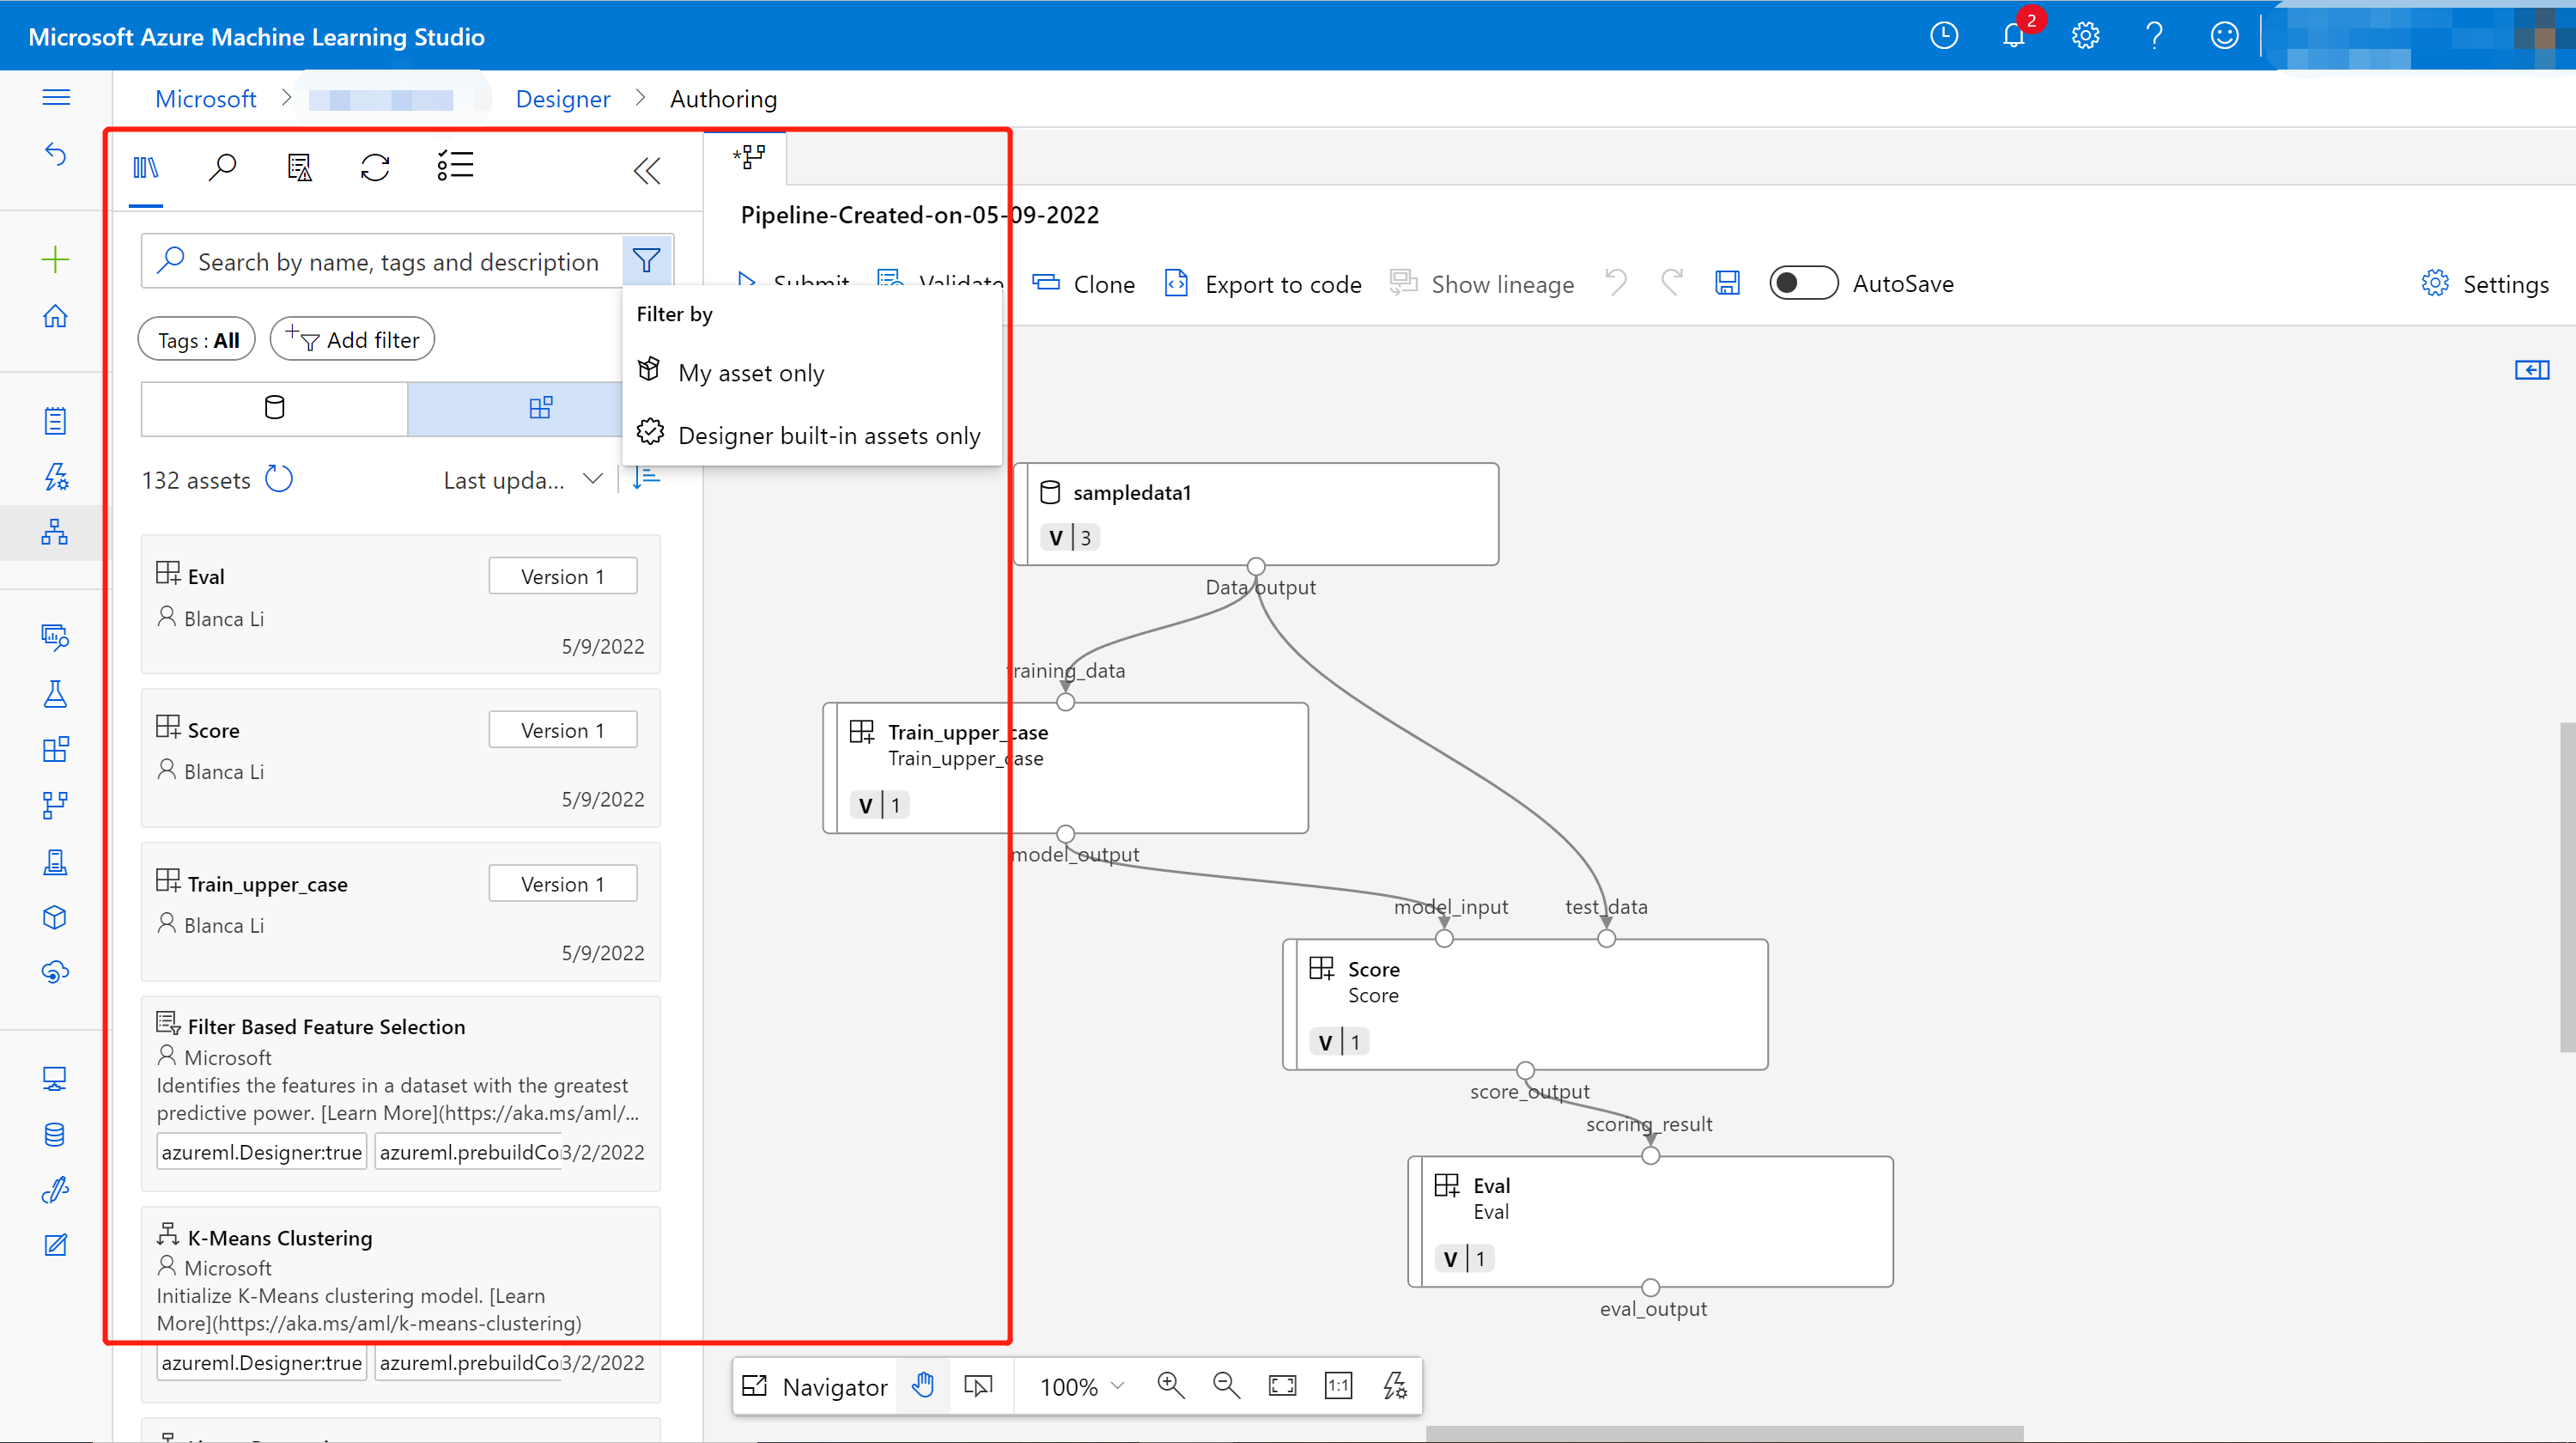 Microsoft Azure Machine Learning Studio
2
Microsoft > Designer > Authoring
Pipeline-Created-on-05-09-2022
Search by name, tags and description
Submit Validate Clone Export to code Show lineage AutoSave Settings
Filter by
My asset only
Designer built-in assets only
Tags : All Add filter
132 assets Last upda...
Eval Version 1
Blanca Li
5/9/2022
Score Version 1
Blanca Li
5/9/2022
Train_upper_case Version 1
Blanca Li
5/9/2022
Filter Based Feature Selection
Microsoft
Identifies the features in a dataset with the greatest
predictive power. [Learn More](https://aka.ms/aml/...
azureml.Designer:true azureml.prebuildCo 3/2/2022
K-Means Clustering
Microsoft
Initialize K-Means clustering model. [Learn
More](https://aka.ms/aml/k-means-clustering)
azureml.Designer:true azureml.prebuildCo 3/2/2022
sampledata1
V 3
Data output
training_data
Train_upper_case
Train_upper_case
V 1
model_output
model_input test_data
Score
Score
V 1
score_output
scoring_result
Eval
Eval
V 1
eval_output
Navigator 100% 1:1